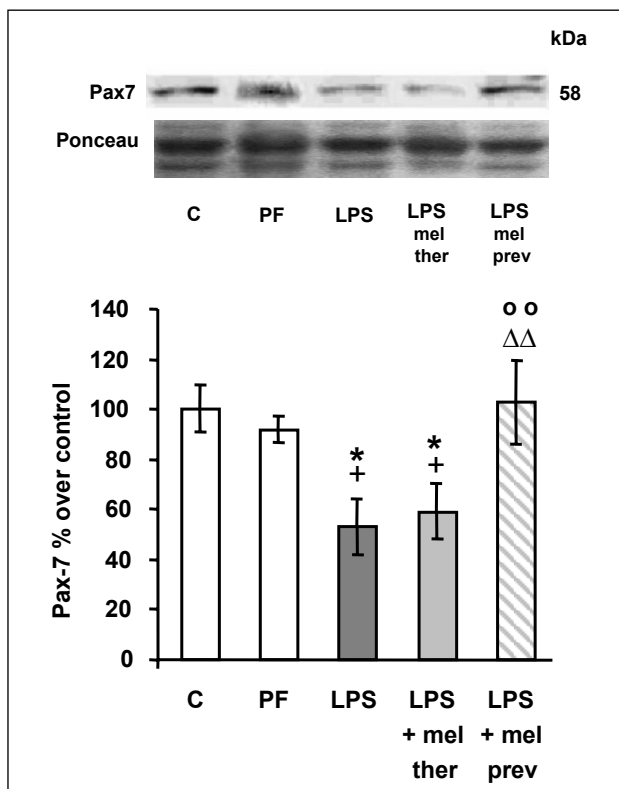 kDa
Pax7 58
Ponceau
C PF LPS LPS LPS
mel mel
ther prev
140
120
100
80
60
40
20
0
Pax-7 % over control
* +
* +
o o
ΔΔ
C PF LPS LPS LPS
+ mel + mel
ther prev